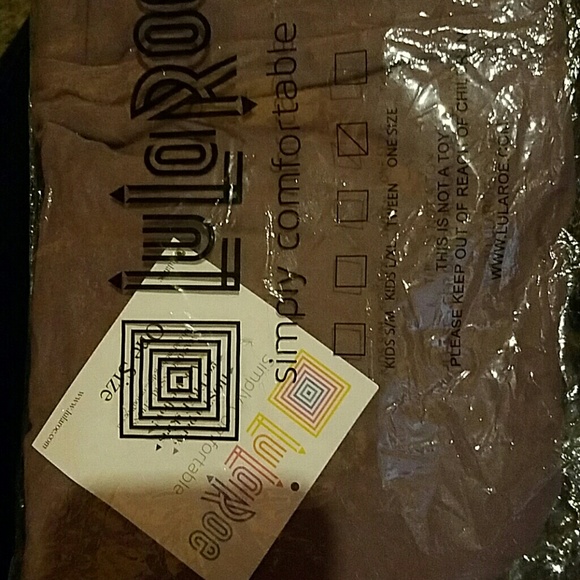 LuLaRoe
simply comfortable
KIDS S/M KIDS L/XL TWEEN ONE SIZE
THIS IS NOT A TOY
PLEASE KEEP OUT OF REACH OF CHILDREN
WWW.LULAROE.COM
One Size
www.lularoe.com
simply comfortable
LuLaRoe